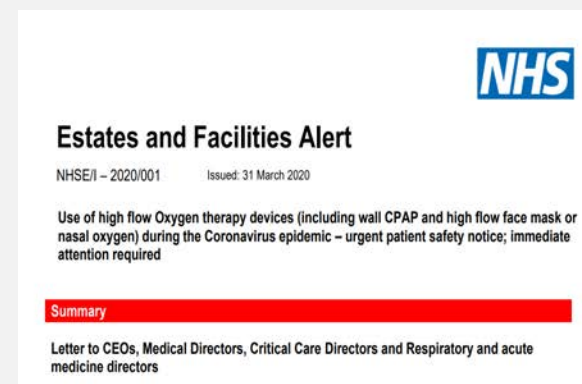 NHS
Estates and Facilities Alert
NHSE/I – 2020/001 Issued: 31 March 2020
Use of high flow Oxygen therapy devices (including wall CPAP and high flow face mask or
nasal oxygen) during the Coronavirus epidemic – urgent patient safety notice; immediate
attention required
Summary
Letter to CEOs, Medical Directors, Critical Care Directors and Respiratory and acute
medicine directors